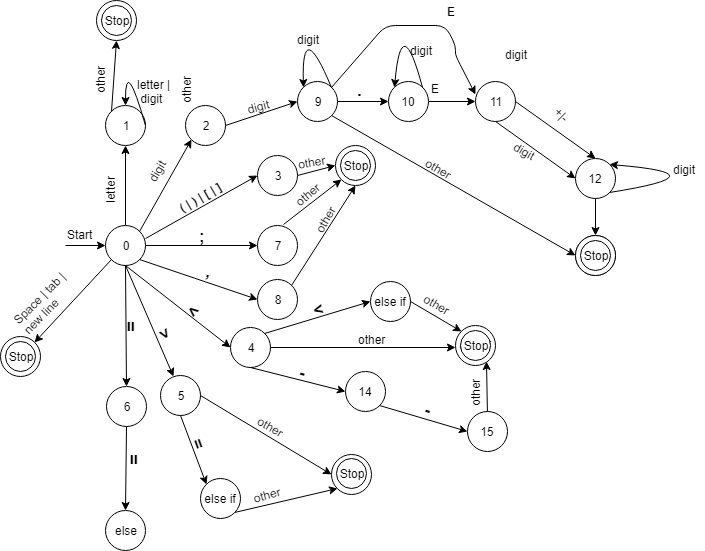 Stop
E
digit
digit
digit
other
letter |
digit
other
1
2
digit
9
.
10
E
11
+/-
digit
digit
letter
digit
other
12
digit
( | ) | [ | ]
3
other
Stop
Start
0
;
7
other
,
8
other
Stop
Space | tab |
new line
Stop
=
>
<
<
else if
other
4
other
Stop
-
14
-
other
15
6
5
=
other
=
else if
other
Stop
else